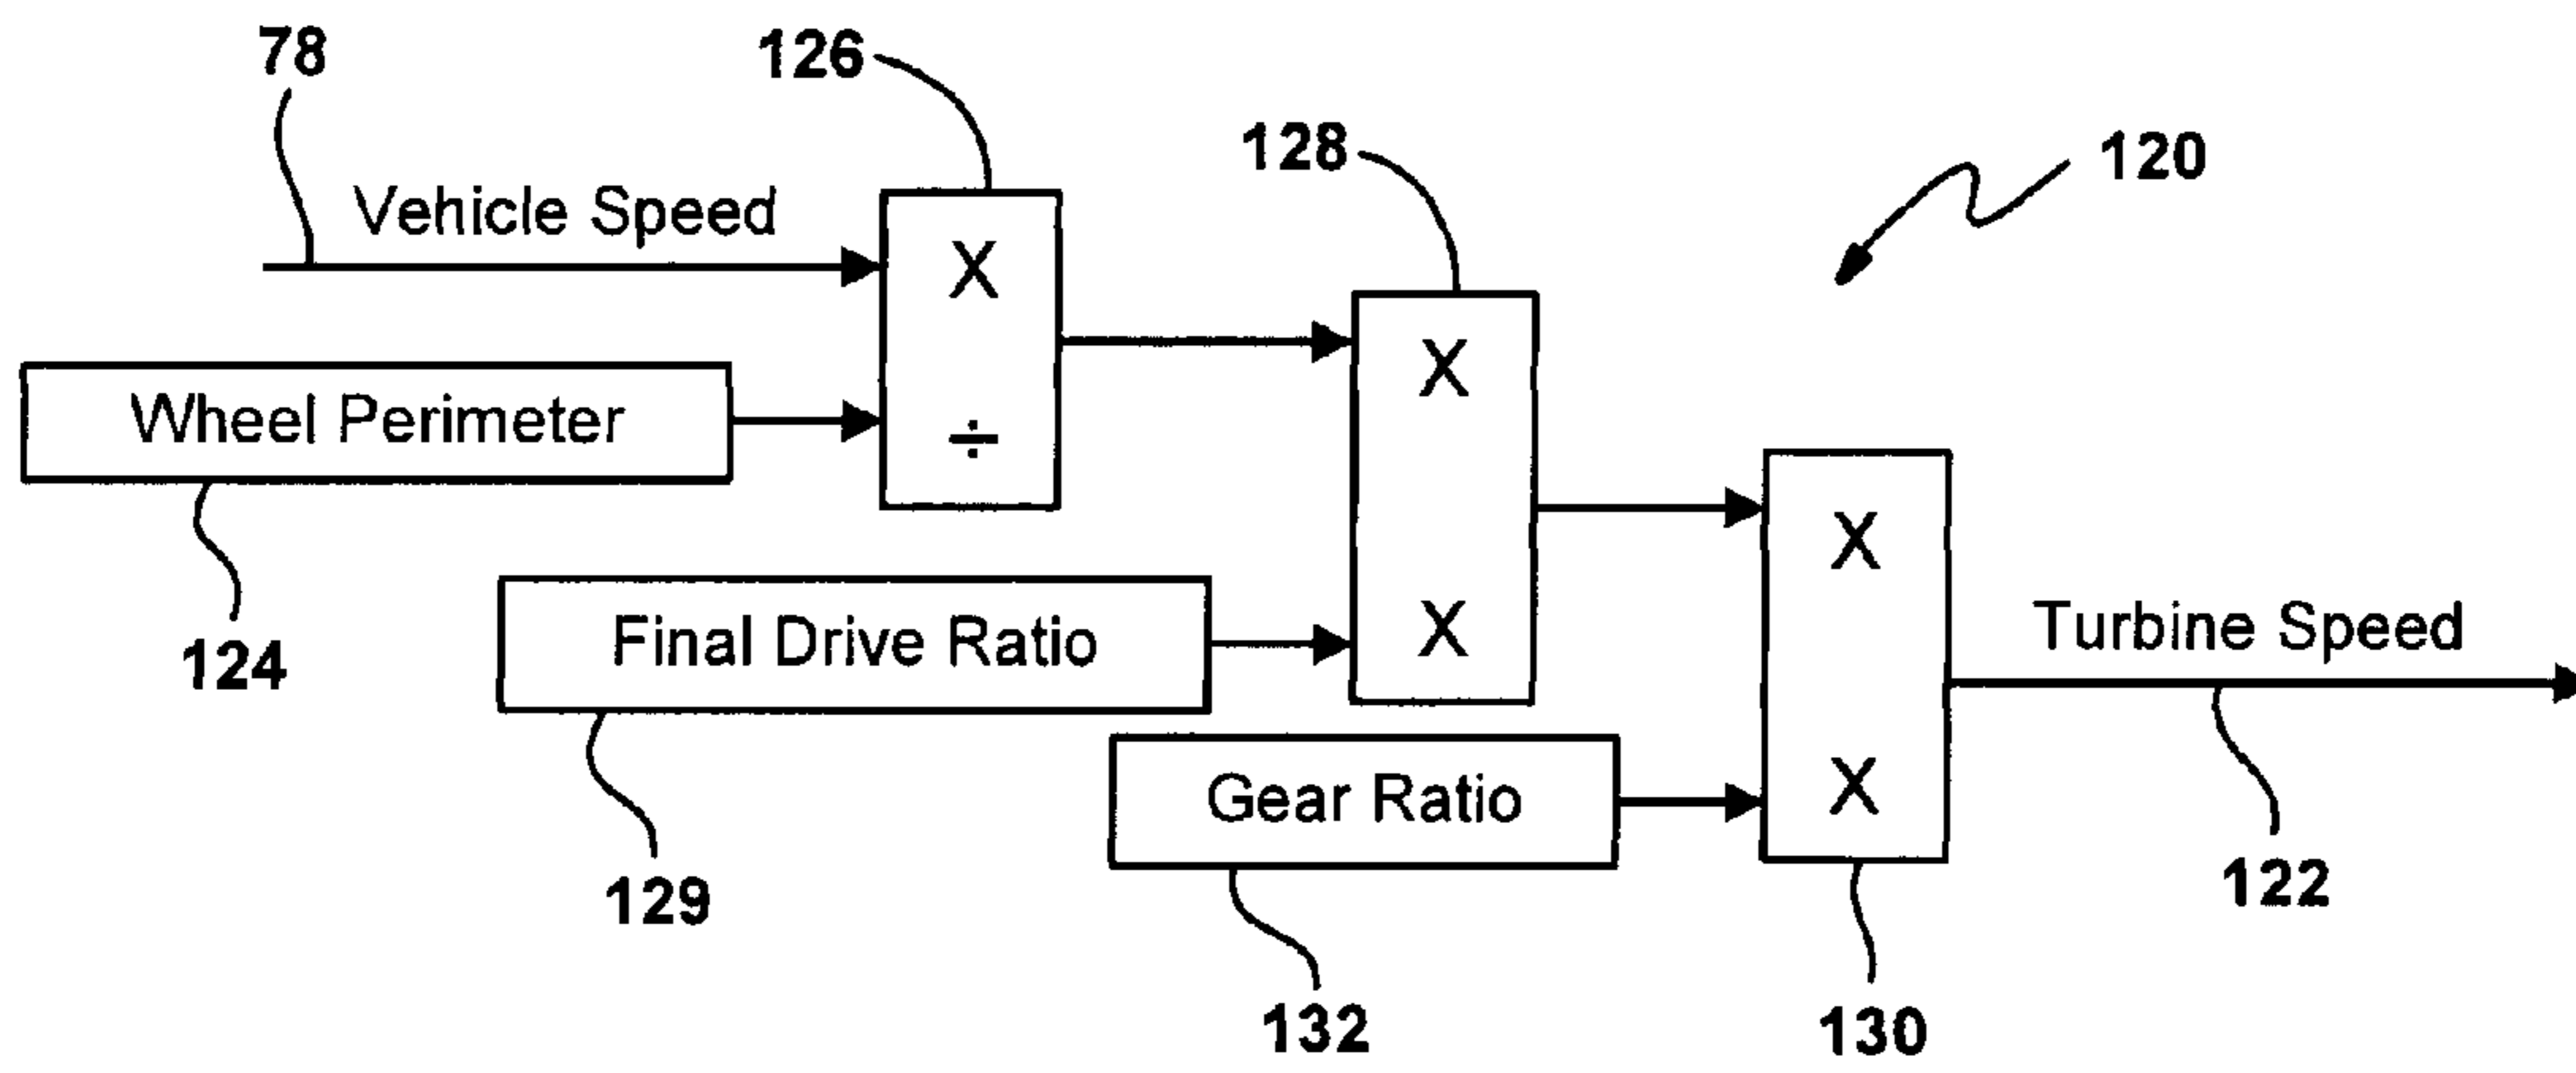 78
126
128
120
Vehicle Speed
X
÷
Wheel Perimeter
124
X
X
Final Drive Ratio
129
X
X
Gear Ratio
132
130
Turbine Speed
122